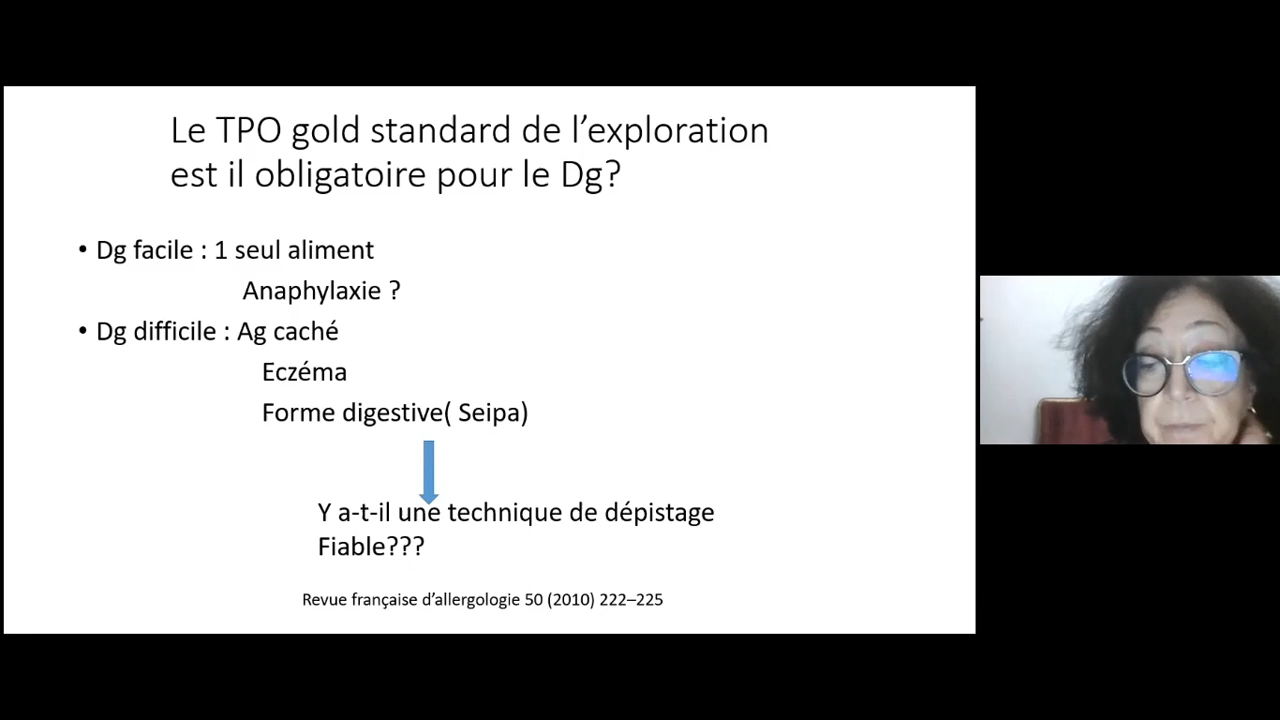 Le TPO gold standard de l’exploration
est il obligatoire pour le Dg?
• Dg facile : 1 seul aliment
Anaphylaxie ?
• Dg difficile : Ag caché
Eczéma
Forme digestive( Seipa)
Y a-t-il une technique de dépistage
Fiable???
Revue française d’allergologie 50 (2010) 222–225